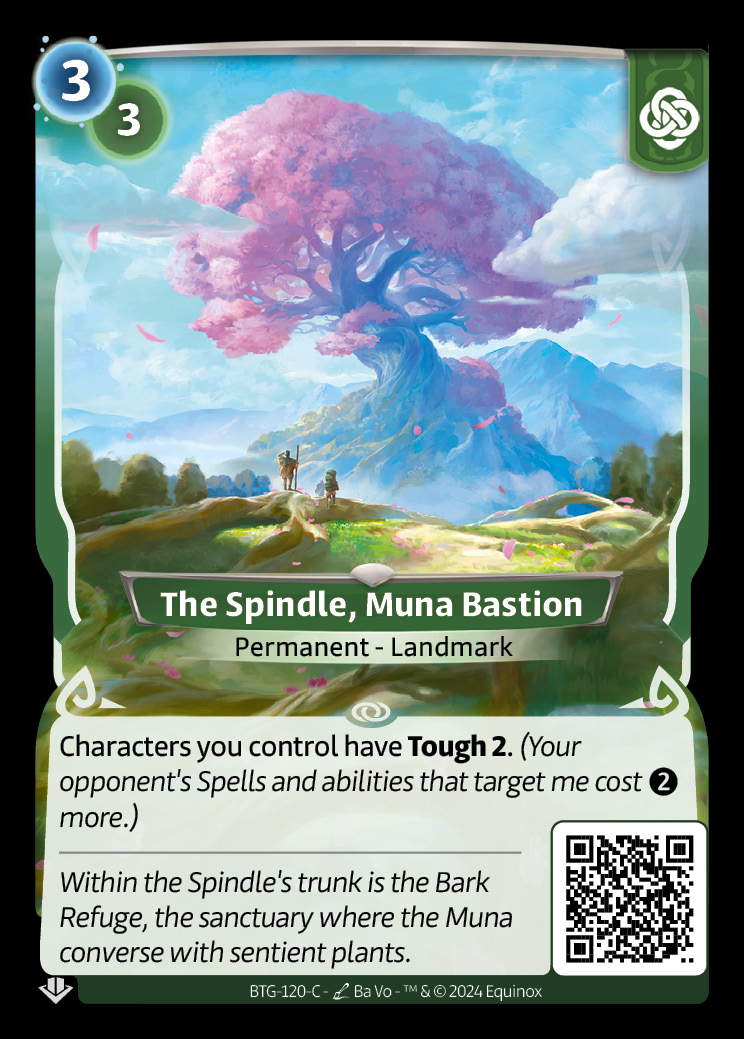 3
3
The Spindle, Muna Bastion
Permanent - Landmark
Characters you control have Tough 2. (Your
opponent's Spells and abilities that target me cost 2
more.)
Within the Spindle's trunk is the Bark
Refuge, the sanctuary where the Muna
converse with sentient plants.
BTG-120-C - Ba Vo - ™ & © 2024 Equinox